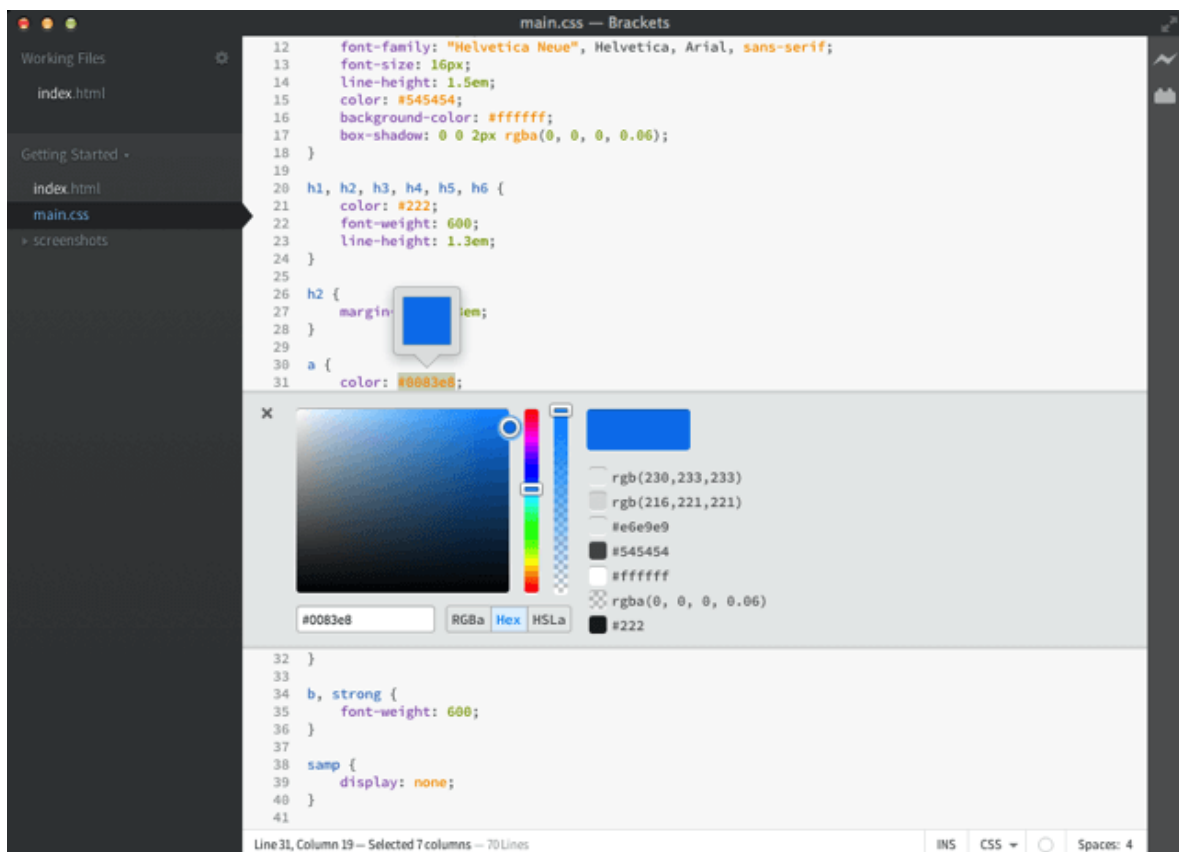 main.css — Brackets
Working Files
index.html
Getting Started
index.html
main.css
screenshots
12 font-family: "Helvetica Neue", Helvetica, Arial, sans-serif;
13 font-size: 16px;
14 line-height: 1.5em;
15 color: #545454;
16 background-color: #ffffff;
17 box-shadow: 0 0 2px rgba(0, 0, 0, 0.06);
18 }
19
20 h1, h2, h3, h4, h5, h6 {
21 color: #222;
22 font-weight: 600;
23 line-height: 1.3em;
24 }
25
26 h2 {
27 margin em;
28 }
29
30 a {
31 color: #0083e8;
rgb(230,233,233)
rgb(216,221,221)
#e6e9e9
#545454
#ffffff
rgba(0, 0, 0, 0.06)
#222
#0083e8 RGBa Hex HSLa
32 }
33
34 b, strong {
35 font-weight: 600;
36 }
37
38 samp {
39 display: none;
40 }
41
Line 31, Column 19 — Selected 7 columns — 70 Lines INS CSS Spaces: 4